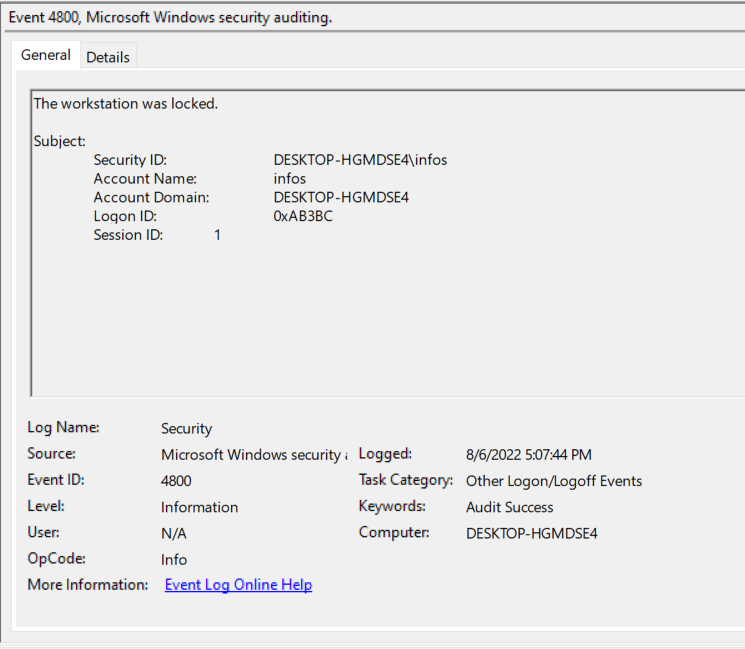 Event 4800, Microsoft Windows security auditing.
General Details
The workstation was locked.
Subject:
Security ID: DESKTOP-HGMDSE4\infos
Account Name: infos
Account Domain: DESKTOP-HGMDSE4
Logon ID: 0xAB3BC
Session ID: 1
Log Name: Security
Source: Microsoft Windows security Logged: 8/6/2022 5:07:44 PM
Event ID: 4800 Task Category: Other Logon/Logoff Events
Level: Information Keywords: Audit Success
User: N/A Computer: DESKTOP-HGMDSE4
OpCode: Info
More Information: Event Log Online Help